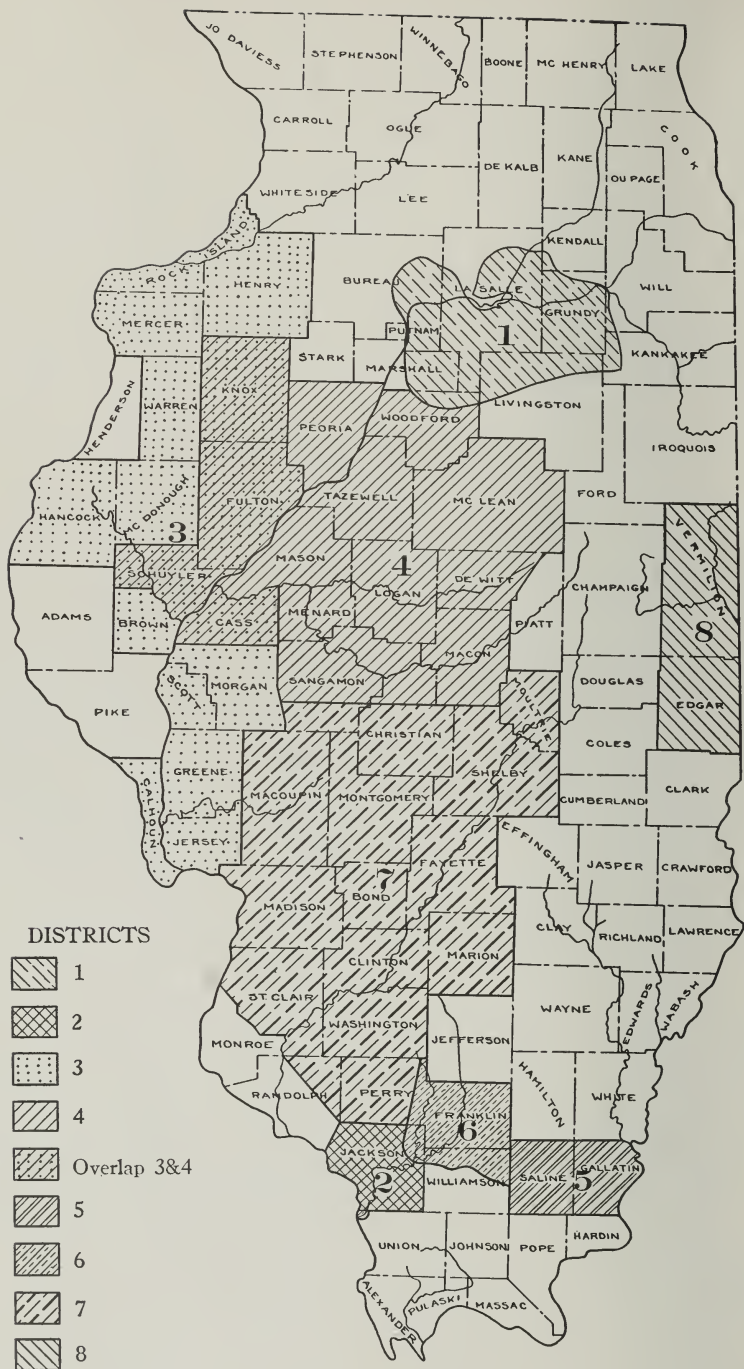 JO DAVIESS
STEPHENSON
WINNEBAGO
BOONE
MC HENRY
LAKE
CARROLL
OGLE
DE KALB
KANE
COOK
DU PAGE
WHITESIDE
LEE
KENDALL
ROCK ISLAND
HENRY
BUREAU
LA SALLE
WILL
MERCER
PUTNAM
1
GRUNDY
STARK
MARSHALL
KANKAKEE
HENDERSON
WARREN
KNOX
PEORIA
WOODFORD
LIVINGSTON
IROQUOIS
HANCOCK
MC DONOUGH
3
FULTON
TAZEWELL
MC LEAN
FORD
VERMILION
SCHUYLER
MASON
4
LOGAN
DE WITT
CHAMPAIGN
8
ADAMS
BROWN
CASS
MENARD
PIATT
MACON
PIKE
SCOTT
MORGAN
SANGAMON
MOULTRIE
DOUGLAS
EDGAR
CHRISTIAN
COLES
GREENE
MACOUPIN
MONTGOMERY
SHELBY
CUMBERLAND
CLARK
CALHOUN
JERSEY
FAYETTE
EFFINGHAM
JASPER
CRAWFORD
MADISON
BOND
7
CLAY
RICHLAND
LAWRENCE
CLINTON
MARION
ST. CLAIR
WASHINGTON
WAYNE
EDWARDS
WABASH
MONROE
JEFFERSON
RANDOLPH
PERRY
HAMILTON
WHITE
FRANKLIN
6
JACKSON
2
WILLIAMSON
SALINE
5
GALLATIN
UNION
JOHNSON
POPE
HARDIN
ALEXANDER
PULASKI
MASSAC
DISTRICTS
1
2
3
4
Overlap 3&4
5
6
7
8